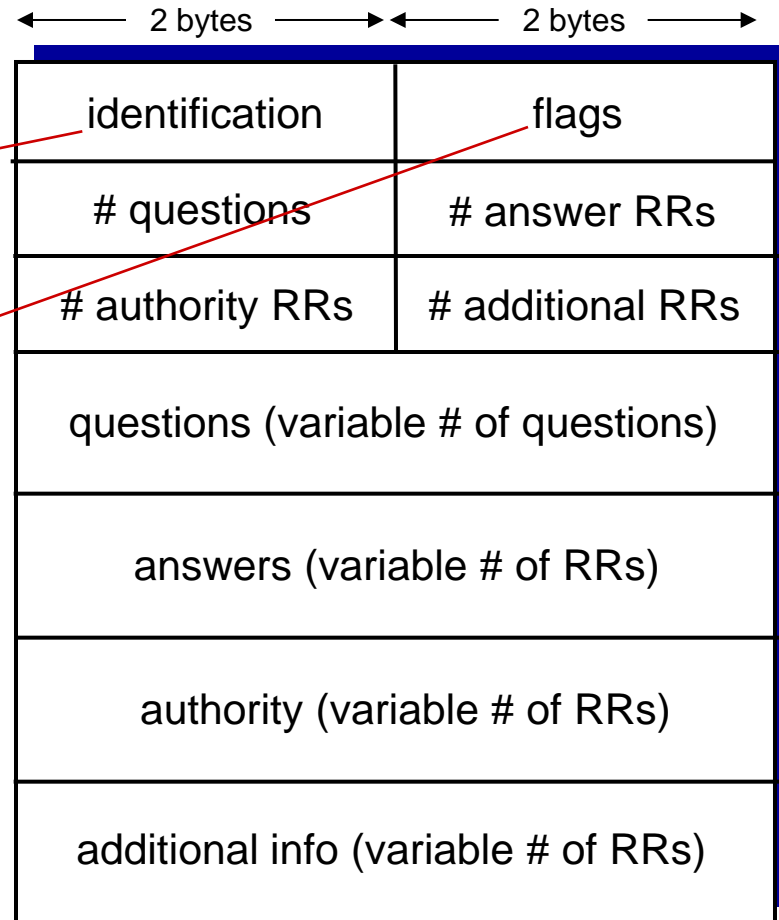 2 bytes 2 bytes
identification flags
# questions # answer RRs
# authority RRs # additional RRs
questions (variable # of questions)
answers (variable # of RRs)
authority (variable # of RRs)
additional info (variable # of RRs)